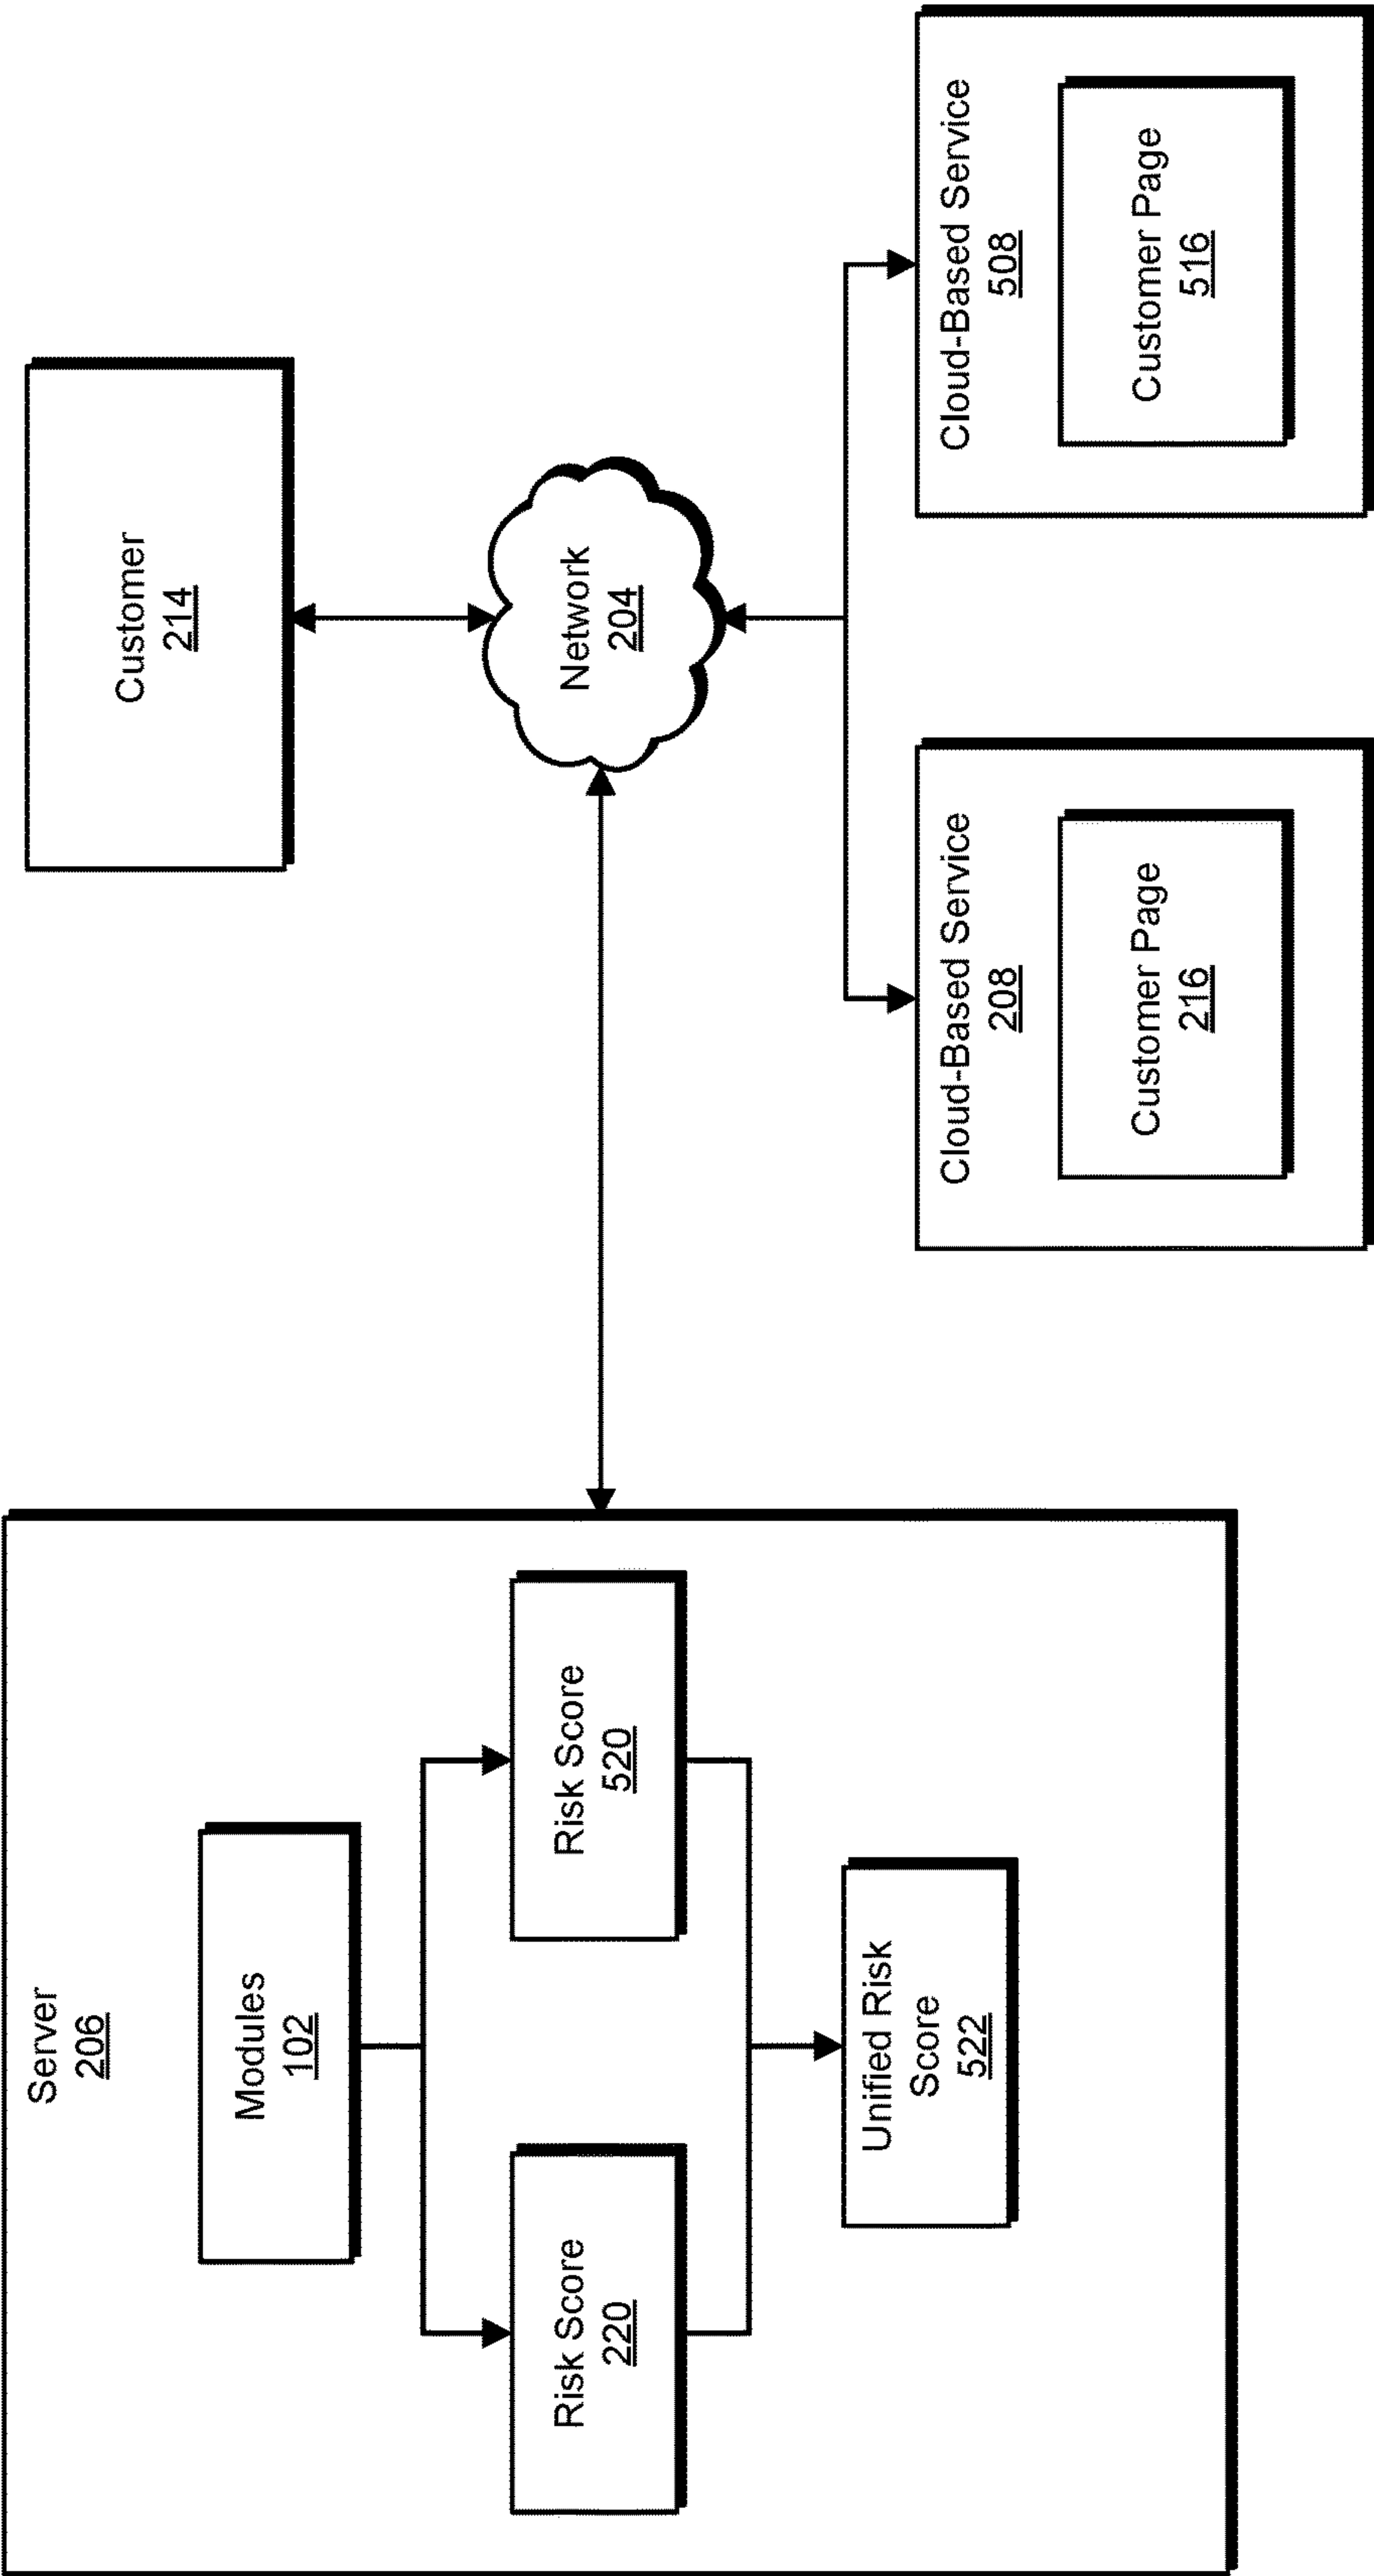 Server
206
Modules
102
Risk Score
220
Risk Score
520
Unified Risk
Score
522
Customer
214
Network
204
Cloud-Based Service
208
Customer Page
216
Cloud-Based Service
508
Customer Page
516